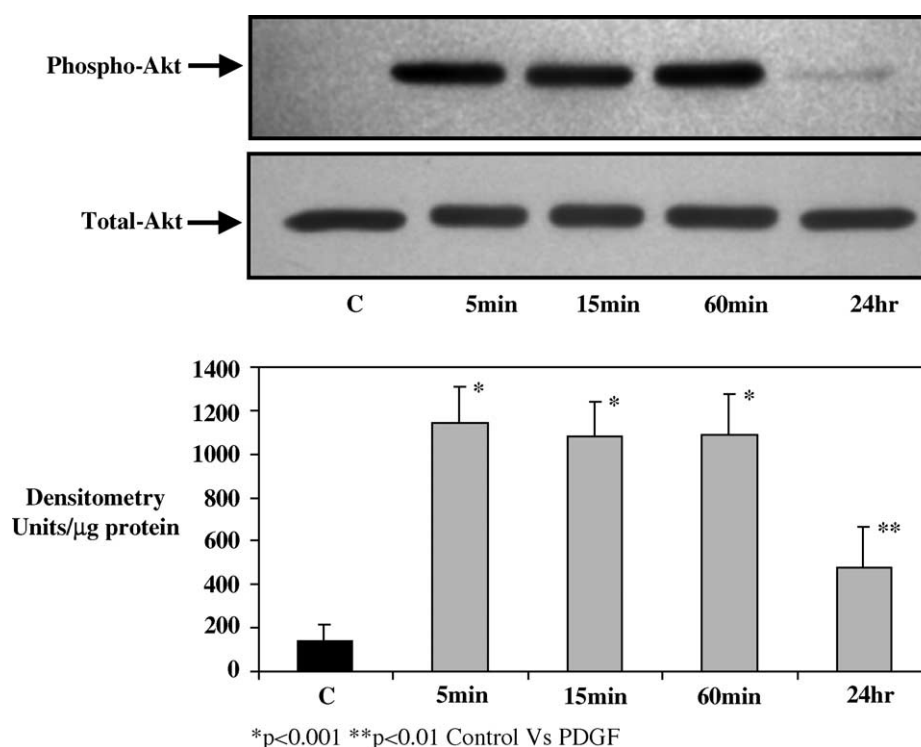 Phospho-Akt
Total-Akt
C 5min 15min 60min 24hr
1400
1200
1000
800
600
400
200
0
Densitometry
Units/μg protein
* * * **
C 5min 15min 60min 24hr
*p<0.001 **p<0.01 Control Vs PDGF